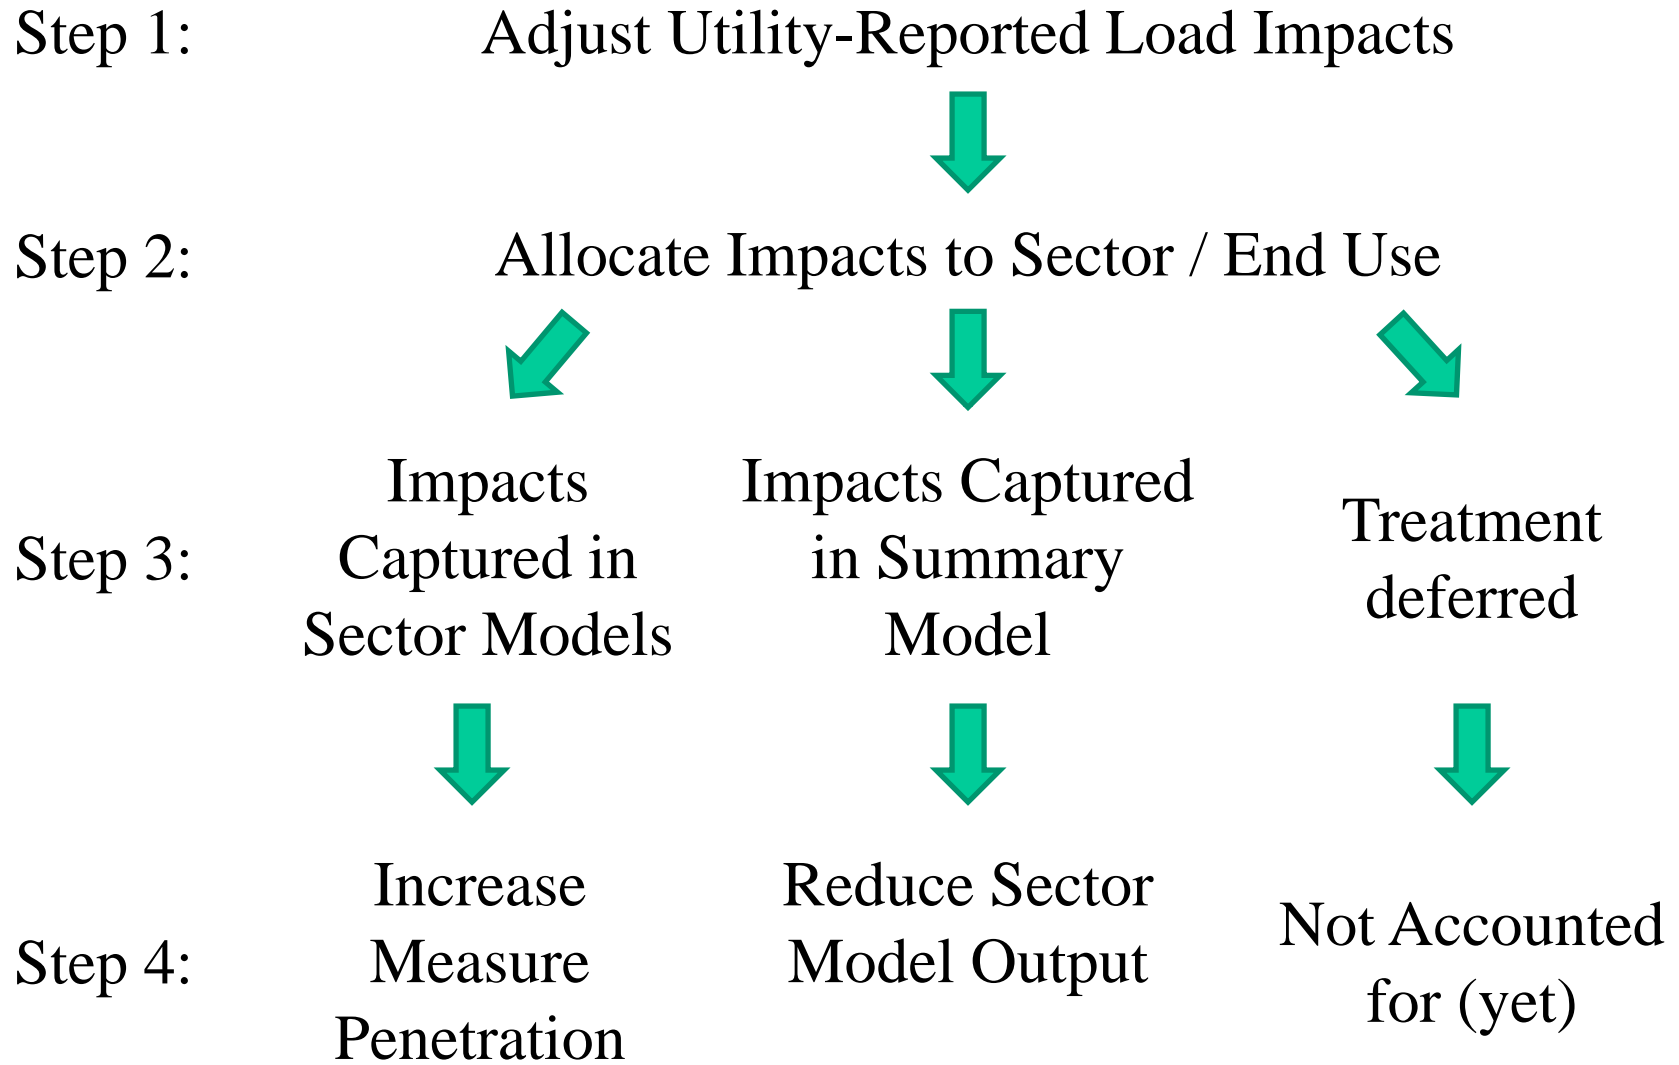 Step 1: Adjust Utility-Reported Load Impacts
Step 2: Allocate Impacts to Sector / End Use
Step 3:
Impacts
Captured in
Sector Models
Impacts Captured
in Summary
Model
Treatment
deferred
Step 4:
Increase
Measure
Penetration
Reduce Sector
Model Output
Not Accounted
for (yet)